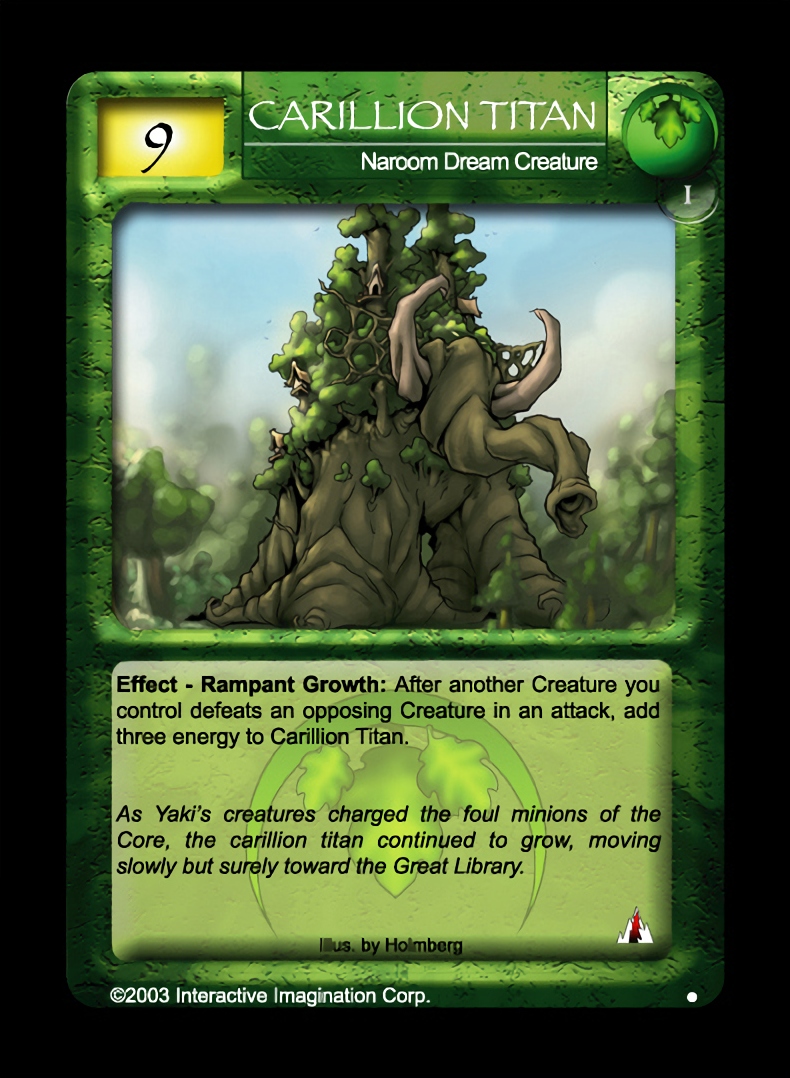 9
CARILLION TITAN
Naroom Dream Creature
I
Effect - Rampant Growth: After another Creature you
control defeats an opposing Creature in an attack, add
three energy to Carillion Titan.
As Yaki's creatures charged the foul minions of the
Core, the carillion titan continued to grow, moving
slowly but surely toward the Great Library.
Illus. by Holmberg
©2003 Interactive Imagination Corp.